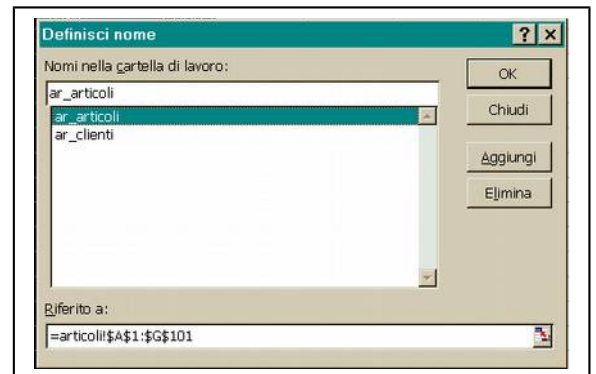 Definisci nome
Nomi nella cartella di lavoro:
ar_articoli
ar_articoli
ar_clienti
OK
Chiudi
Aggiungi
Elimina
Riferito a:
=articoli!$A$1:$G$101